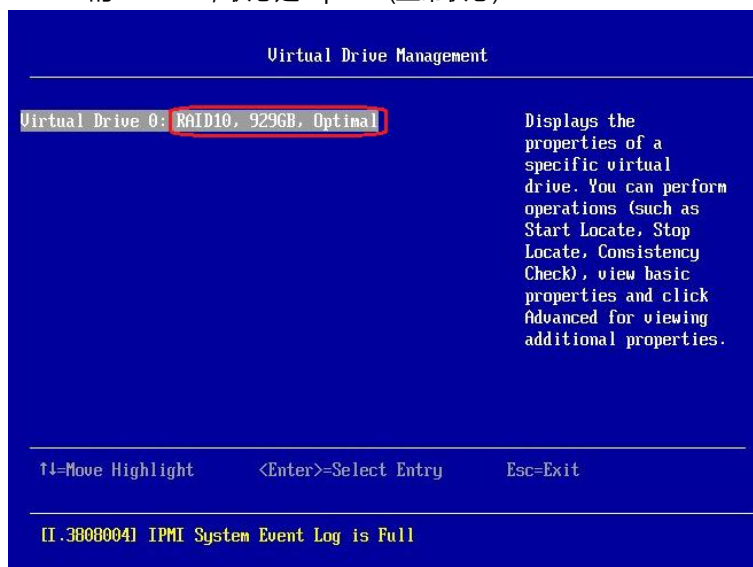 Virtual Drive Management
Virtual Drive 0: RAID10, 929GB, Optimal
Displays the
properties of a
specific virtual
drive. You can perform
operations (such as
Start Locate, Stop
Locate, Consistency
Check), view basic
properties and click
Advanced for viewing
additional properties.
↑↓=Move Highlight <Enter>=Select Entry Esc=Exit
[I.3808004] IPMI System Event Log is Full